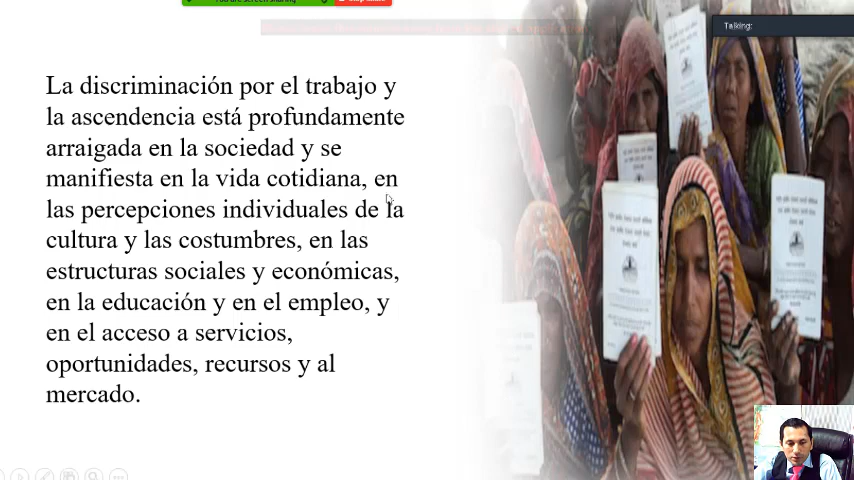 Talking:
La discriminación por el trabajo y
la ascendencia está profundamente
arraigada en la sociedad y se
manifiesta en la vida cotidiana, en
las percepciones individuales de la
cultura y las costumbres, en las
estructuras sociales y económicas,
en la educación y en el empleo, y
en el acceso a servicios,
oportunidades, recursos y al
mercado.